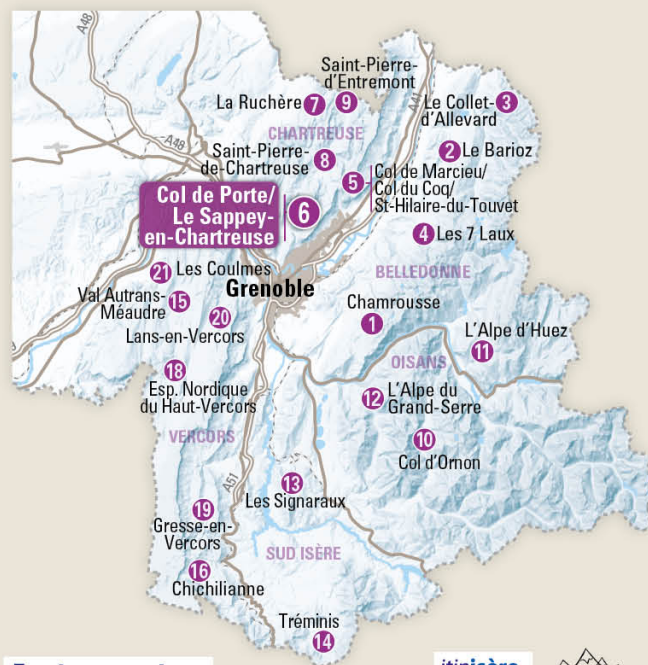 A48
Saint-Pierre-
d'Entremont
A41
La Ruchère 7
9
Le Collet-
d'Allevard
3
CHARTREUSE
A48
Saint-Pierre-
de-Chartreuse
8
2 Le Barioz
5
Col de Marcieu/
Col du Coq/
St-Hilaire-du-Touvet
Col de Porte/
Le Sappey-
en-Chartreuse
6
4 Les 7 Laux
21 Les Coulmes
BELLEDONNE
Grenoble
Val Autrans-
Méaudre
15
20
Lans-en-Vercors
Chamrousse
1
L'Alpe d'Huez
11
OISANS
18
Esp. Nordique
du Haut-Vercors
12
L'Alpe du
Grand-Serre
VERCORS
10
Col d'Ornon
A51
13
Les Signaraux
19
Gresse-en-
Vercors
SUD ISÈRE
16
Chichilianne
Tréminis
14
itinisère